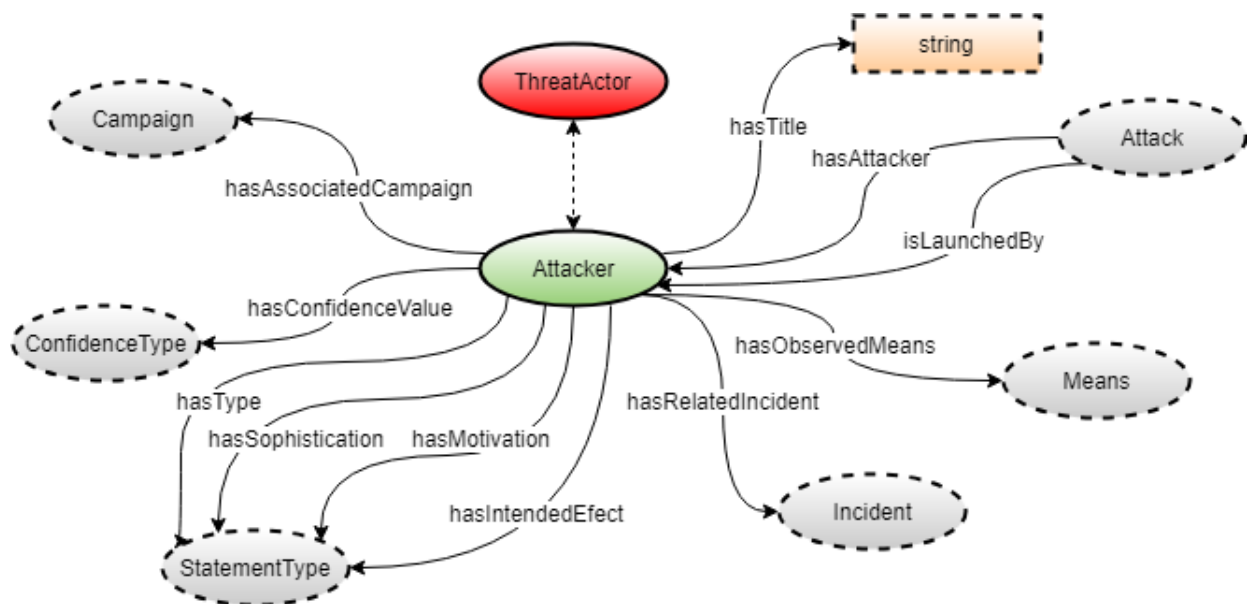 string
ThreatActor
Campaign
hasTitle
Attack
hasAttacker
hasAssociatedCampaign
isLaunchedBy
Attacker
hasConfidenceValue
ConfidenceType
hasObservedMeans
Means
hasType
hasRelatedIncident
hasSophistication
hasMotivation
hasIntendedEfect
Incident
StatementType